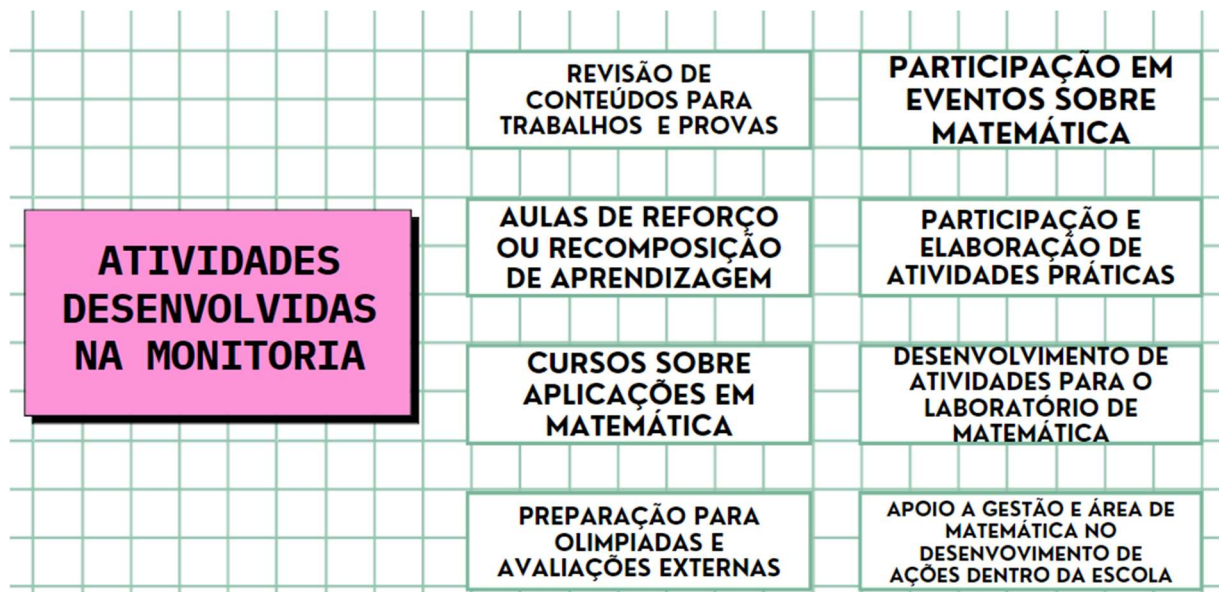 ATIVIDADES
DESENVOLVIDAS
NA MONITORIA
REVISÃO DE
CONTEÚDOS PARA
TRABALHOS E PROVAS
AULAS DE REFORÇO
OU RECOMPOSIÇÃO
DE APRENDIZAGEM
CURSOS SOBRE
APLICAÇÕES EM
MATEMÁTICA
PREPARAÇÃO PARA
OLIMPIADAS E
AVALIAÇÕES EXTERNAS
PARTICIPAÇÃO EM
EVENTOS SOBRE
MATEMÁTICA
PARTICIPAÇÃO E
ELABORAÇÃO DE
ATIVIDADES PRÁTICAS
DESENVOLVIMENTO DE
ATIVIDADES PARA O
LABORATÓRIO DE
MATEMÁTICA
APOIO A GESTÃO E ÁREA DE
MATEMÁTICA NO
DESENVOVIMENTO DE
AÇÕES DENTRO DA ESCOLA